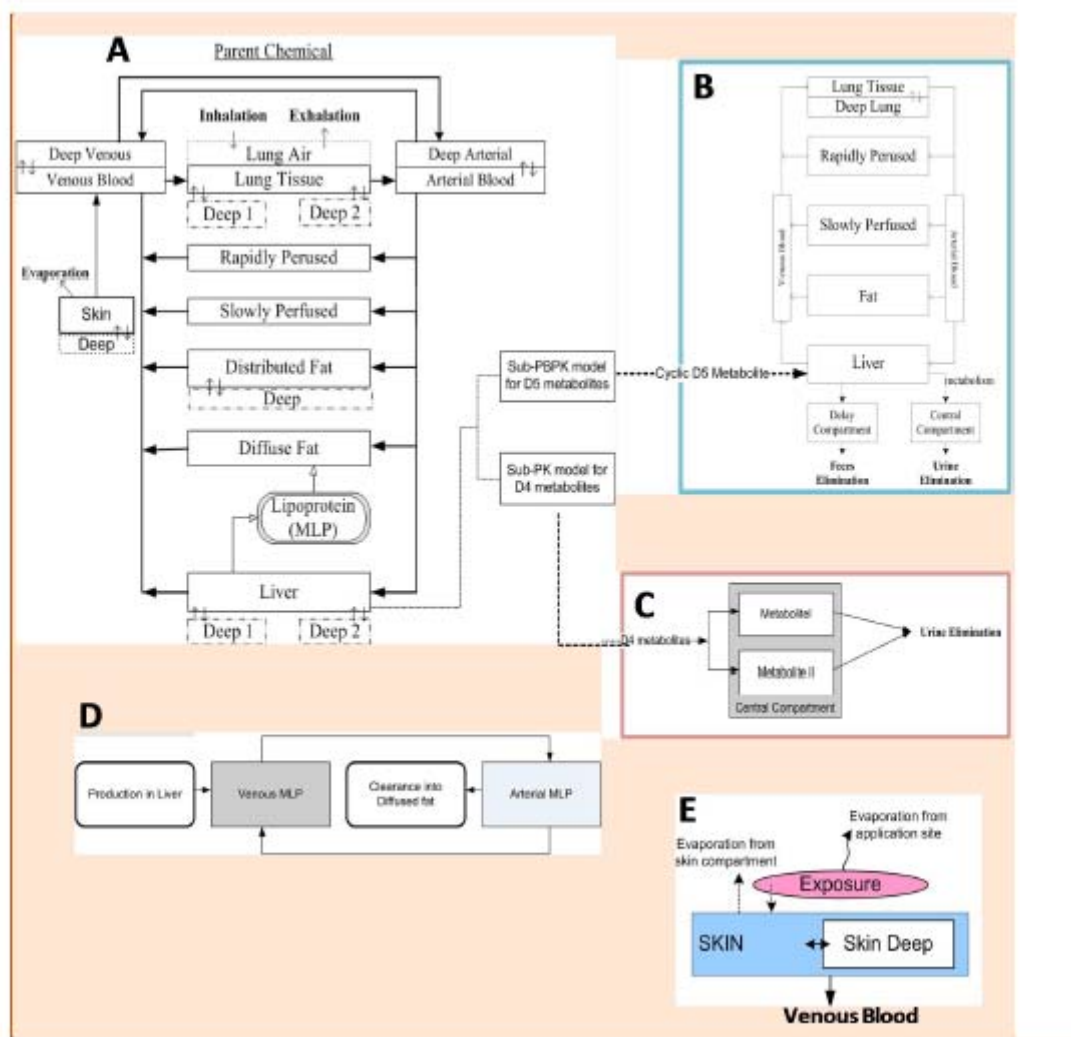 A
Parent Chemical
Inhalation
Exhalation
Deep Venous
Venous Blood
Lung Air
Lung Tissue
Deep 1
Deep 2
Deep Arterial
Arterial Blood
Rapidly Perused
Evaporation
Skin
Deep
Slowly Perfused
Distributed Fat
Deep
Diffuse Fat
Lipoprotein
(MLP)
Liver
Deep 1
Deep 2
Sub-PBPK model
for D5 metabolites
Sub-PK model for
D4 metabolites
Cyclic D5 Metabolite
B
Lung Tissue
Deep Lung
Rapidly Perused
Slowly Perfused
Venous Blood
Arterial Blood
Fat
Liver
metabolism
Delay
Compartment
Central
Compartment
Feces
Elimination
Urine
Elimination
C
D4 metabolites
MetaboliteI
Metabolite II
Central Compartment
Urine Elimination
D
Production in Liver
Venous MLP
Clearance into
Diffused fat
Arterial MLP
E
Evaporation from
skin compartment
Evaporation from
application site
Exposure
SKIN
Skin Deep
Venous Blood